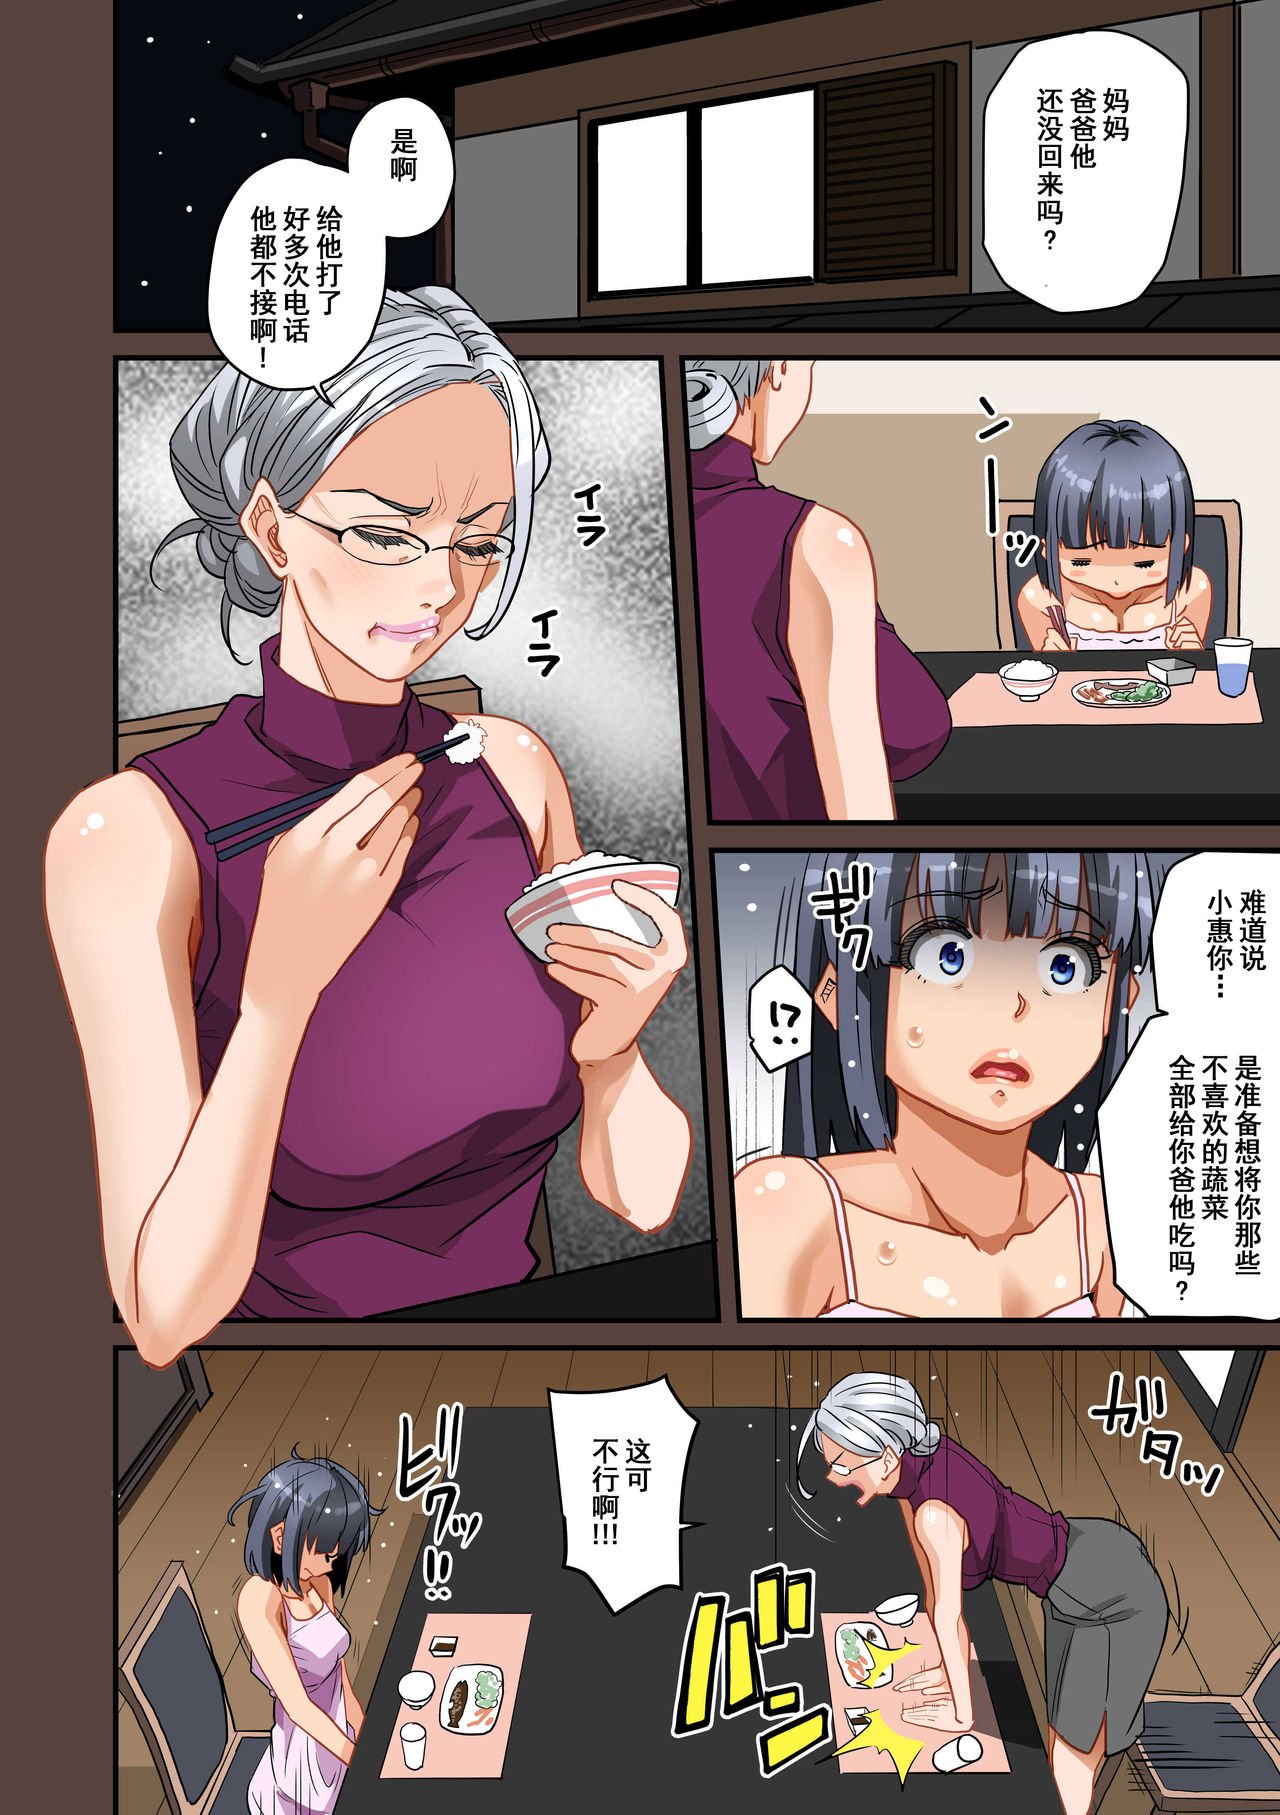 妈妈
爸爸他
还没回来吗?
是啊
给他打了
好多次电话
他都不接啊!
シーーッ
イラ
イラ
难道说
小惠你…
是准备想将你那些
不喜欢的蔬菜
全部给你爸他吃吗?
ギク
!?
ガタッ
这可
不行啊!!!
バン
ビクッ!!